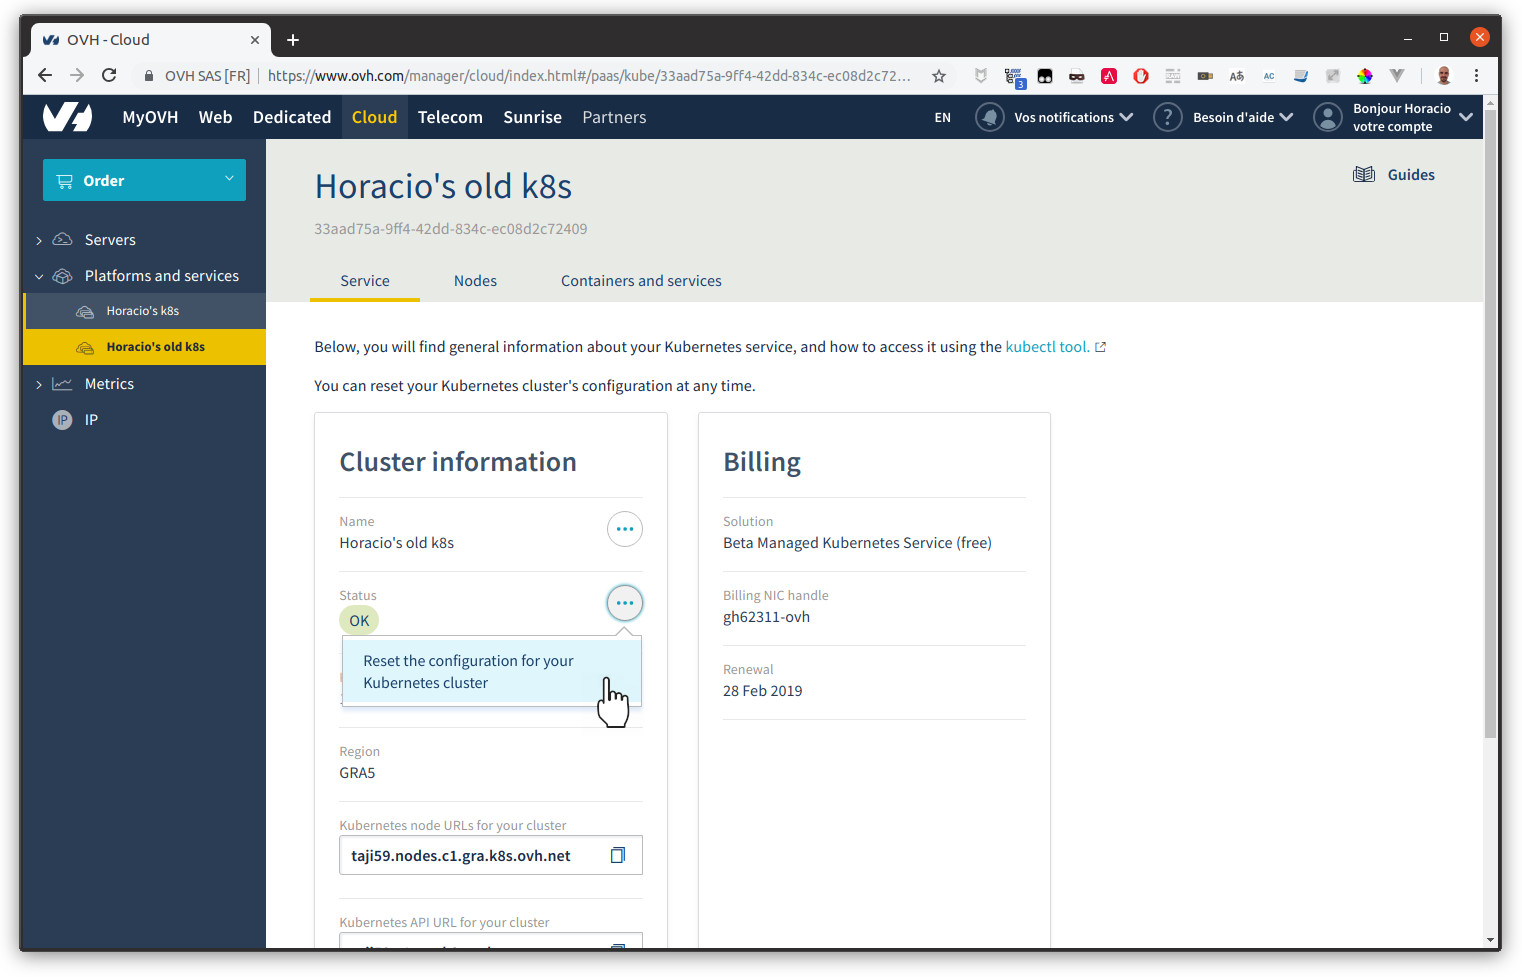 OVH - Cloud
OVH SAS [FR] https://www.ovh.com/manager/cloud/index.html#/paas/kube/33aad75a-9ff4-42dd-834c-ec08d2c72...
3
AC
MyOVH Web Dedicated Cloud Telecom Sunrise Partners
EN Vos notifications Besoin d'aide Bonjour Horacio
votre compte
Order
Servers
Platforms and services
Horacio's k8s
Horacio's old k8s
Metrics
IP IP
Horacio's old k8s
Guides
33aad75a-9ff4-42dd-834c-ec08d2c72409
Service Nodes Containers and services
Below, you will find general information about your Kubernetes service, and how to access it using the kubectl tool.
You can reset your Kubernetes cluster's configuration at any time.
Cluster information
Name
Horacio's old k8s
Status
OK
Reset the configuration for your
Kubernetes cluster
Region
GRA5
Kubernetes node URLs for your cluster
taji59.nodes.c1.gra.k8s.ovh.net
Kubernetes API URL for your cluster
Billing
Solution
Beta Managed Kubernetes Service (free)
Billing NIC handle
gh62311-ovh
Renewal
28 Feb 2019